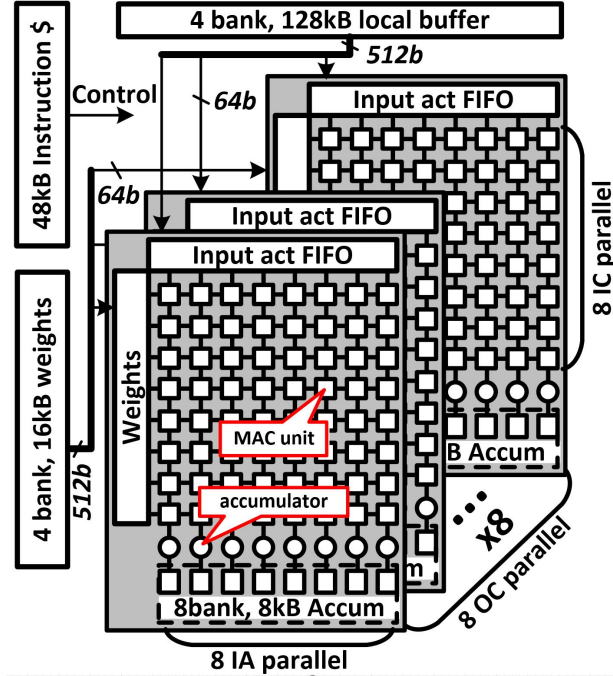 4 bank, 128kB local buffer
512b
48kB Instruction $
Control
64b
Input act FIFO
64b
8 IC parallel
Input act FIFO
Input act FIFO
4 bank, 16kB weights
512b
Weights
MAC unit
accumulator
B Accum
m
8bank, 8kB Accum
... x8
8 OC parallel
8 IA parallel